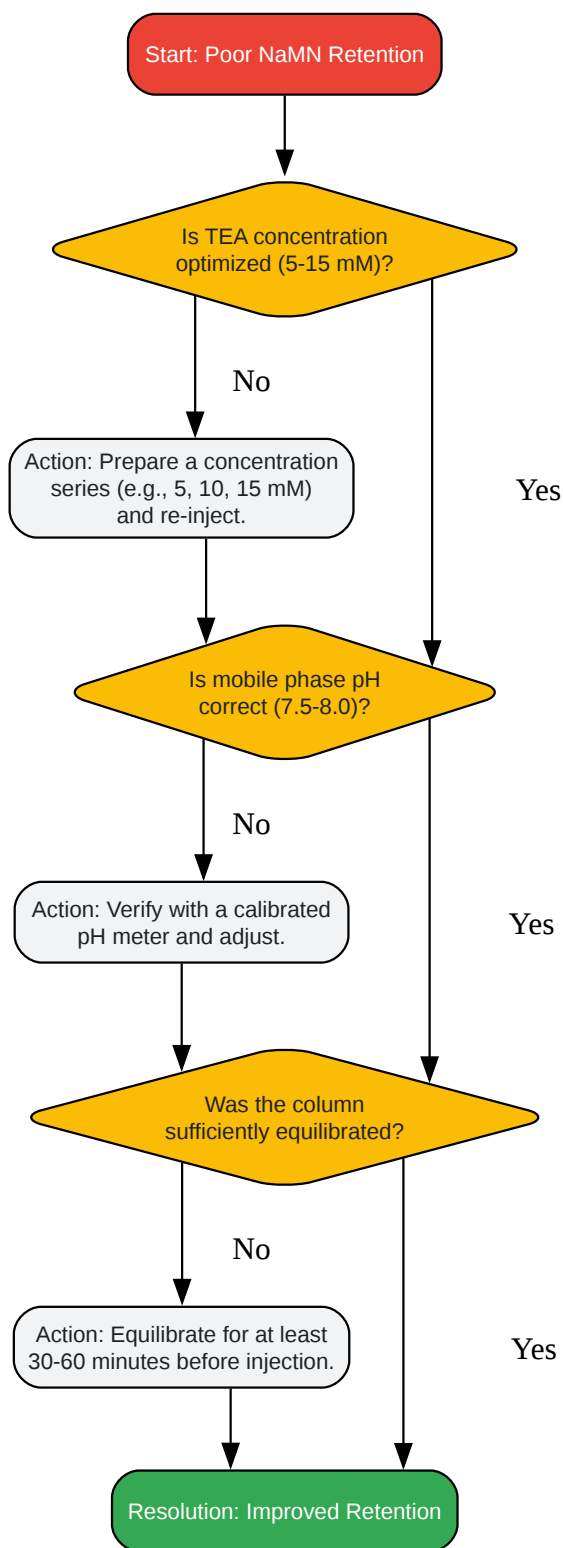 Start: Poor NaMN Retention
Is TEA concentration
optimized (5-15 mM)?
No
Action: Prepare a concentration
series (e.g., 5, 10, 15 mM)
and re-inject.
Yes
Is mobile phase pH
correct (7.5-8.0)?
No
Action: Verify with a calibrated
pH meter and adjust.
Yes
Was the column
sufficiently equilibrated?
No
Action: Equilibrate for at least
30-60 minutes before injection.
Yes
Resolution: Improved Retention